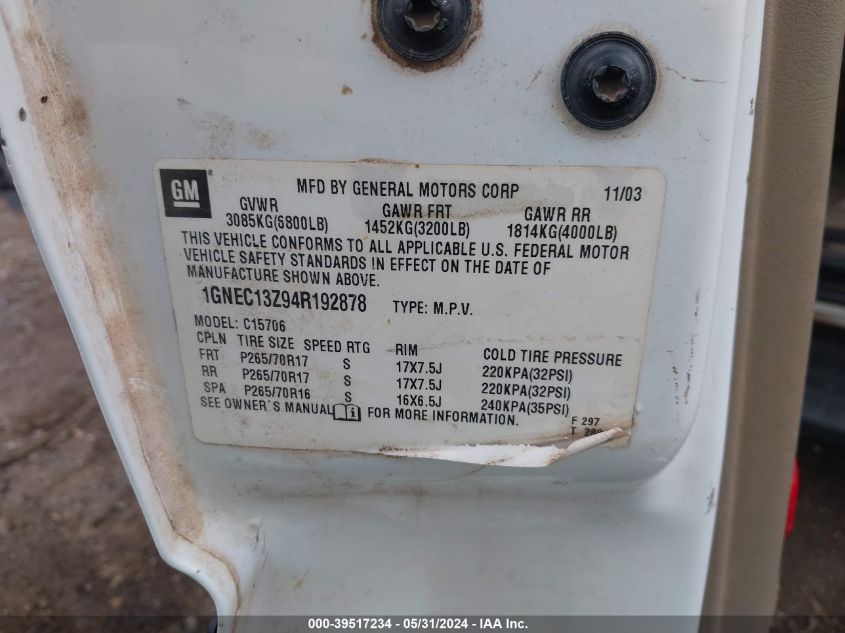 GM
MFD BY GENERAL MOTORS CORP 11/03
GVWR GAWR FRT GAWR RR
3085KG(6800LB) 1452KG(3200LB) 1814KG(4000LB)
THIS VEHICLE CONFORMS TO ALL APPLICABLE U.S. FEDERAL MOTOR
VEHICLE SAFETY STANDARDS IN EFFECT ON THE DATE OF
MANUFACTURE SHOWN ABOVE.
1GNEC13Z94R192878 TYPE: M.P.V.
MODEL: C15706
CPLN TIRE SIZE SPEED RTG RIM COLD TIRE PRESSURE
FRT P265/70R17 S 17X7.5J 220KPA(32PSI)
RR P265/70R17 S 17X7.5J 220KPA(32PSI)
SPA P265/70R16 S 16X6.5J 240KPA(35PSI)
SEE OWNER'S MANUAL FOR MORE INFORMATION.
F 297
T
000-39517234 - 05/31/2024 - IAA Inc.